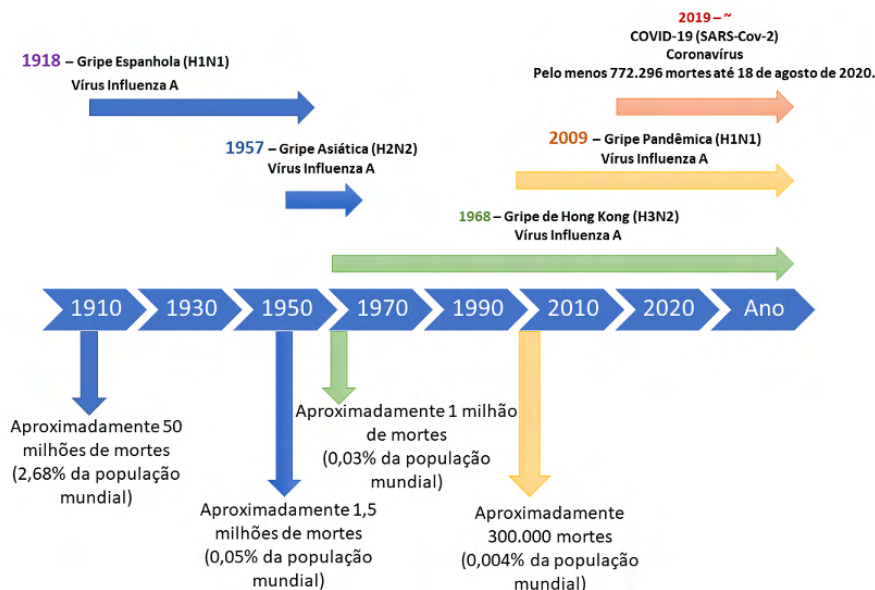 2019 – ~
COVID-19 (SARS-Cov-2)
Coronavírus
Pelo menos 772.296 mortes até 18 de agosto de 2020.
1918 – Gripe Espanhola (H1N1)
Vírus Influenza A
1957 – Gripe Asiática (H2N2)
Vírus Influenza A
2009 – Gripe Pandêmica (H1N1)
Vírus Influenza A
1968 – Gripe de Hong Kong (H3N2)
Vírus Influenza A
1910 1930 1950 1970 1990 2010 2020 Ano
Aproximadamente 50
milhões de mortes
(2,68% da população
mundial)
Aproximadamente 1,5
milhões de mortes
(0,05% da população
mundial)
Aproximadamente 1 milhão
de mortes
(0,03% da população
mundial)
Aproximadamente
300.000 mortes
(0,004% da população
mundial)